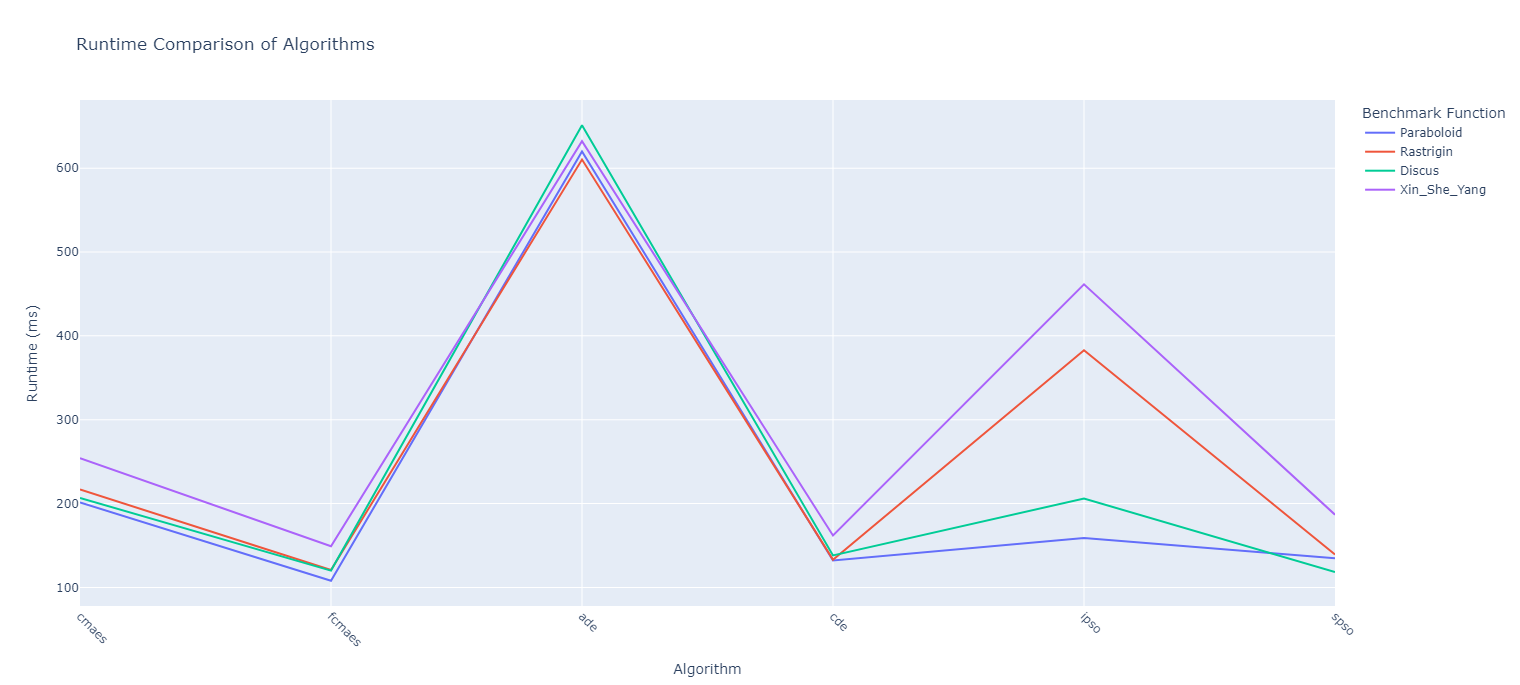 Runtime Comparison of Algorithms
Benchmark Function
Paraboloid
Rastrigin
Discus
Xin_She_Yang
Runtime (ms)
600
500
400
300
200
100
cmaes
fcmaes
ade
cde
ipso
spso
Algorithm